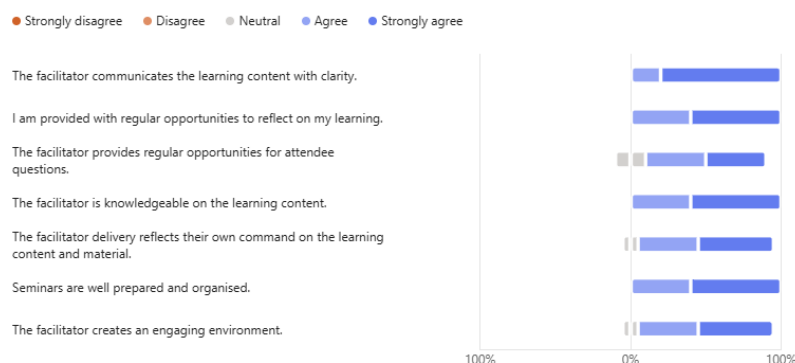 Strongly disagree Disagree Neutral Agree Strongly agree
The facilitator communicates the learning content with clarity.
I am provided with regular opportunities to reflect on my learning.
The facilitator provides regular opportunities for attendee
questions.
The facilitator is knowledgeable on the learning content.
The facilitator delivery reflects their own command on the learning
content and material.
Seminars are well prepared and organised.
The facilitator creates an engaging environment.
100% 0% 100%